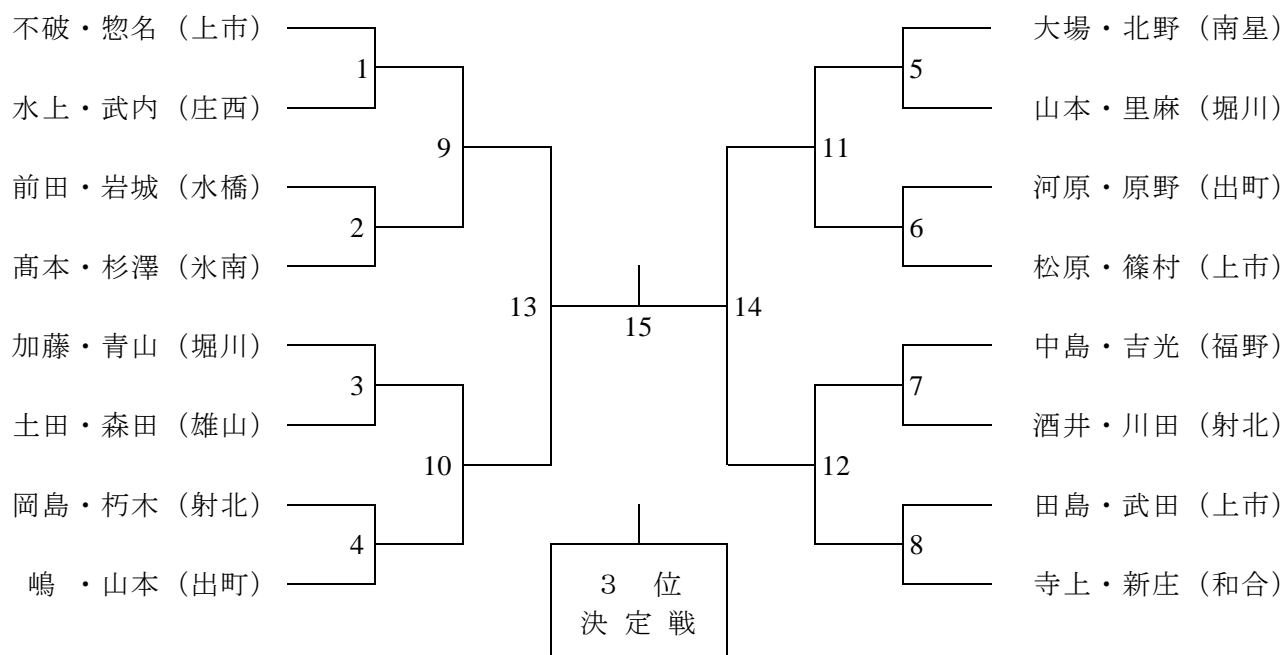 不破・惣名（上市）
1
水上・武内（庄西）
9
前田・岩城（水橋）
2
髙本・杉澤（氷南）
13
加藤・青山（堀川）
3
土田・森田（雄山）
10
岡島・朽木（射北）
4
嶋　・山本（出町）
15
３　位
決 定 戦
大場・北野（南星）
5
山本・里麻（堀川）
11
河原・原野（出町）
6
松原・篠村（上市）
14
中島・吉光（福野）
7
酒井・川田（射北）
12
田島・武田（上市）
8
寺上・新庄（和合）